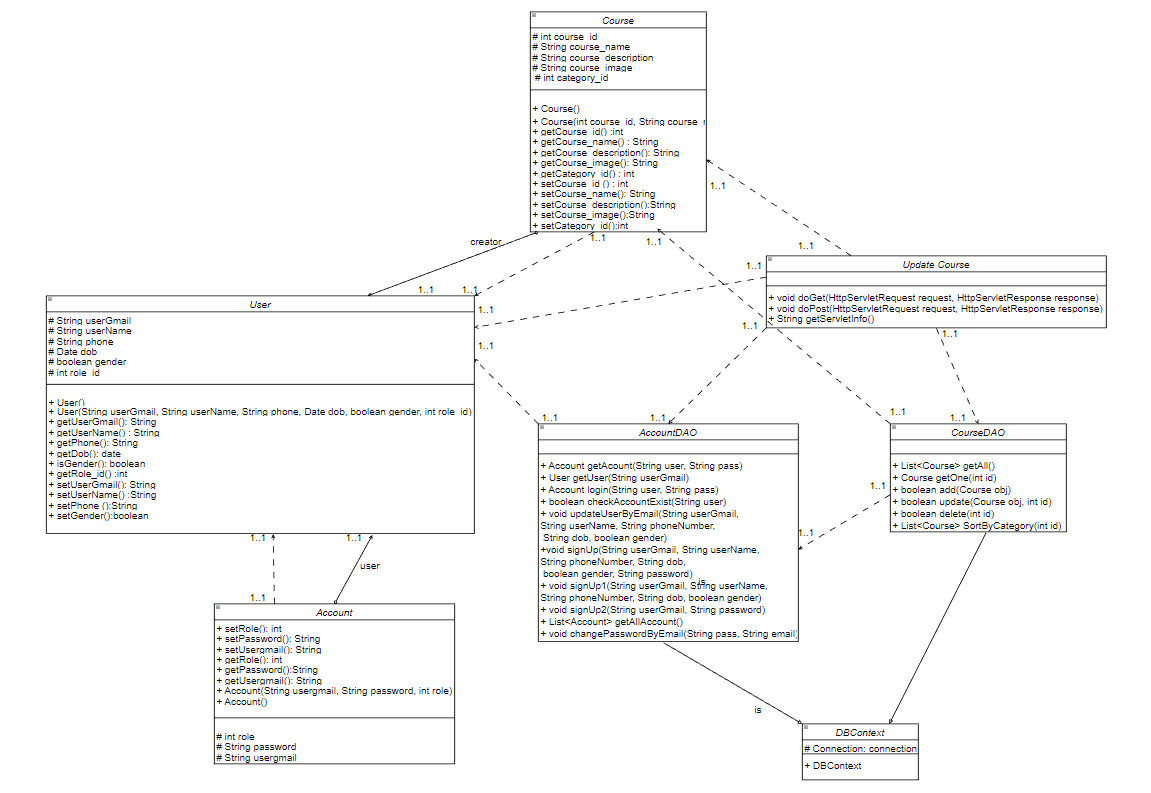 Course
# int course_id
# String course_name
# String course_description
# String course_image
# int category_id
+ Course()
+ Course(int course_id, String course_
+ getCourse_id() :int
+ getCourse_name() : String
+ getCourse_description(): String
+ getCourse_image(): String
+ getCategory_id() : int
+ setCourse_id () : int
+ setCourse_name(): String
+ setCourse_description():String
+ setCourse_image():String
+ setCategory_id():int
1..1
1..1
1..1
1..1
1..1
creator
1..1
1..1
1..1
1..1
Update Course
+ void doGet(HttpServletRequest request, HttpServletResponse response)
+ void doPost(HttpServletRequest request, HttpServletResponse response)
+ String getServletInfo()
1..1
1..1
User
# String userGmail
# String userName
# String phone
# Date dob
# boolean gender
# int role_id
+ User()
+ User(String userGmail, String userName, String phone, Date dob, boolean gender, int role_id)
+ getUserGmail(): String
+ getUserName() : String
+ getPhone(): String
+ getDob(): date
+ isGender(): boolean
+ getRole_id() :int
+ setUserGmail(): String
+ setUserName() :String
+ setPhone ():String
+ setGender():boolean
1..1
1..1
1..1
1..1
AccountDAO
+ Account getAcount(String user, String pass)
+ User getUser(String userGmail)
+ Account login(String user, String pass)
+ boolean checkAccountExist(String user)
+ void updateUserByEmail(String userGmail,
String userName, String phoneNumber,
String dob, boolean gender)
+void signUp(String userGmail, String userName,
String phoneNumber, String dob,
boolean gender, String password)
is
+ void signUp1(String userGmail, String userName,
String phoneNumber, String dob, boolean gender)
+ void signUp2(String userGmail, String password)
+ List<Account> getAllAccount()
+ void changePasswordByEmail(String pass, String email)
CourseDAO
+ List<Course> getAll()
+ Course getOne(int id)
+ boolean add(Course obj)
+ boolean update(Course obj, int id)
+ boolean delete(int id)
+ List<Course> SortByCategory(int id)
1..1
1..1
1..1
1..1
user
1..1
Account
+ setRole(): int
+ setPassword(): String
+ setUsergmail(): String
+ getRole(): int
+ getPassword():String
+ getUsergmail(): String
+ Account(String usergmail, String password, int role)
+ Account()
# int role
# String password
# String usergmail
is
DBContext
# Connection: connection
+ DBContext